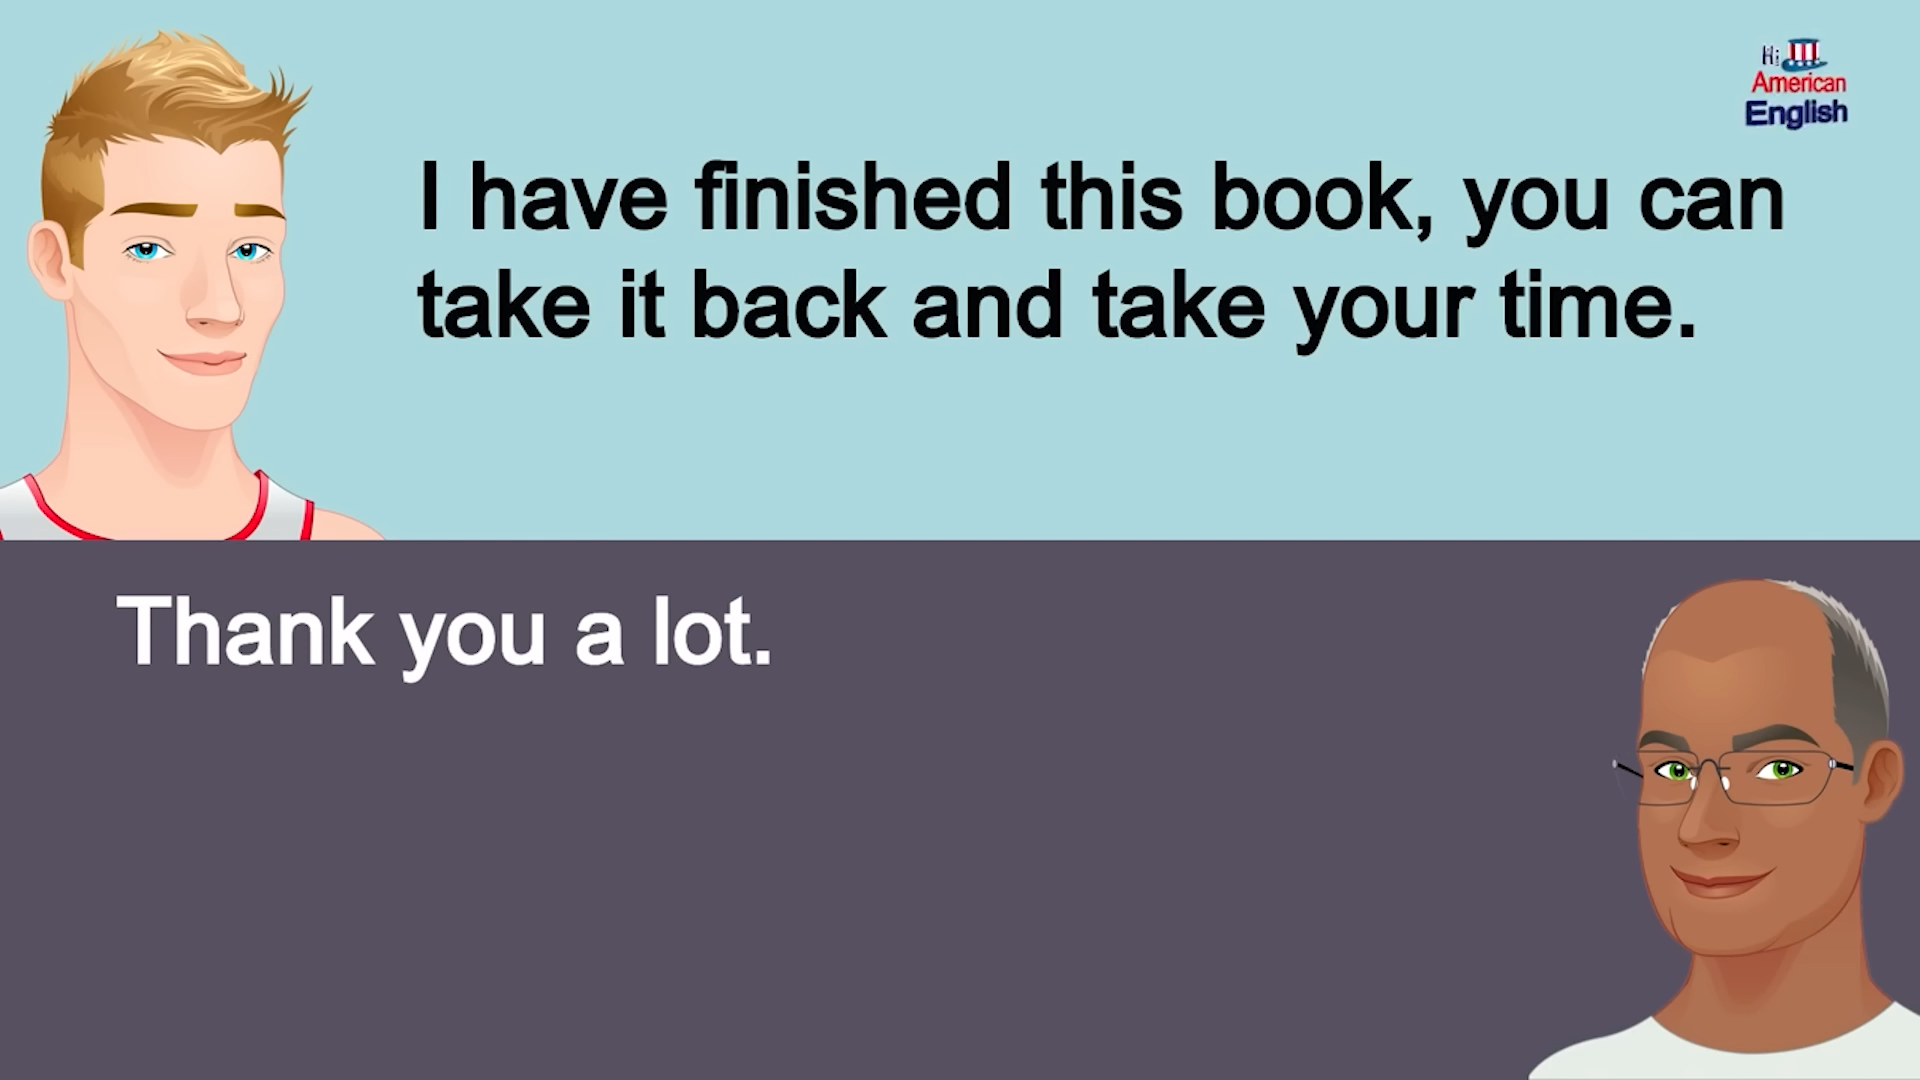 Hi
American
English
I have finished this book, you can
take it back and take your time.
Thank you a lot.